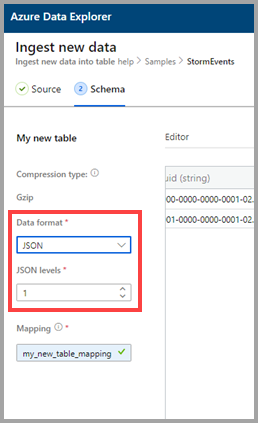 Azure Data Explorer
Ingest new data
Ingest new data into table help > Samples > StormEvents
Source 2 Schema
My new table
Editor
Compression type:
uid (string)
Gzip
00-0000-0000-0001-02...
01-0000-0000-0001-02...
Data format *
JSON
JSON levels *
1
Mapping *
my_new_table_mapping